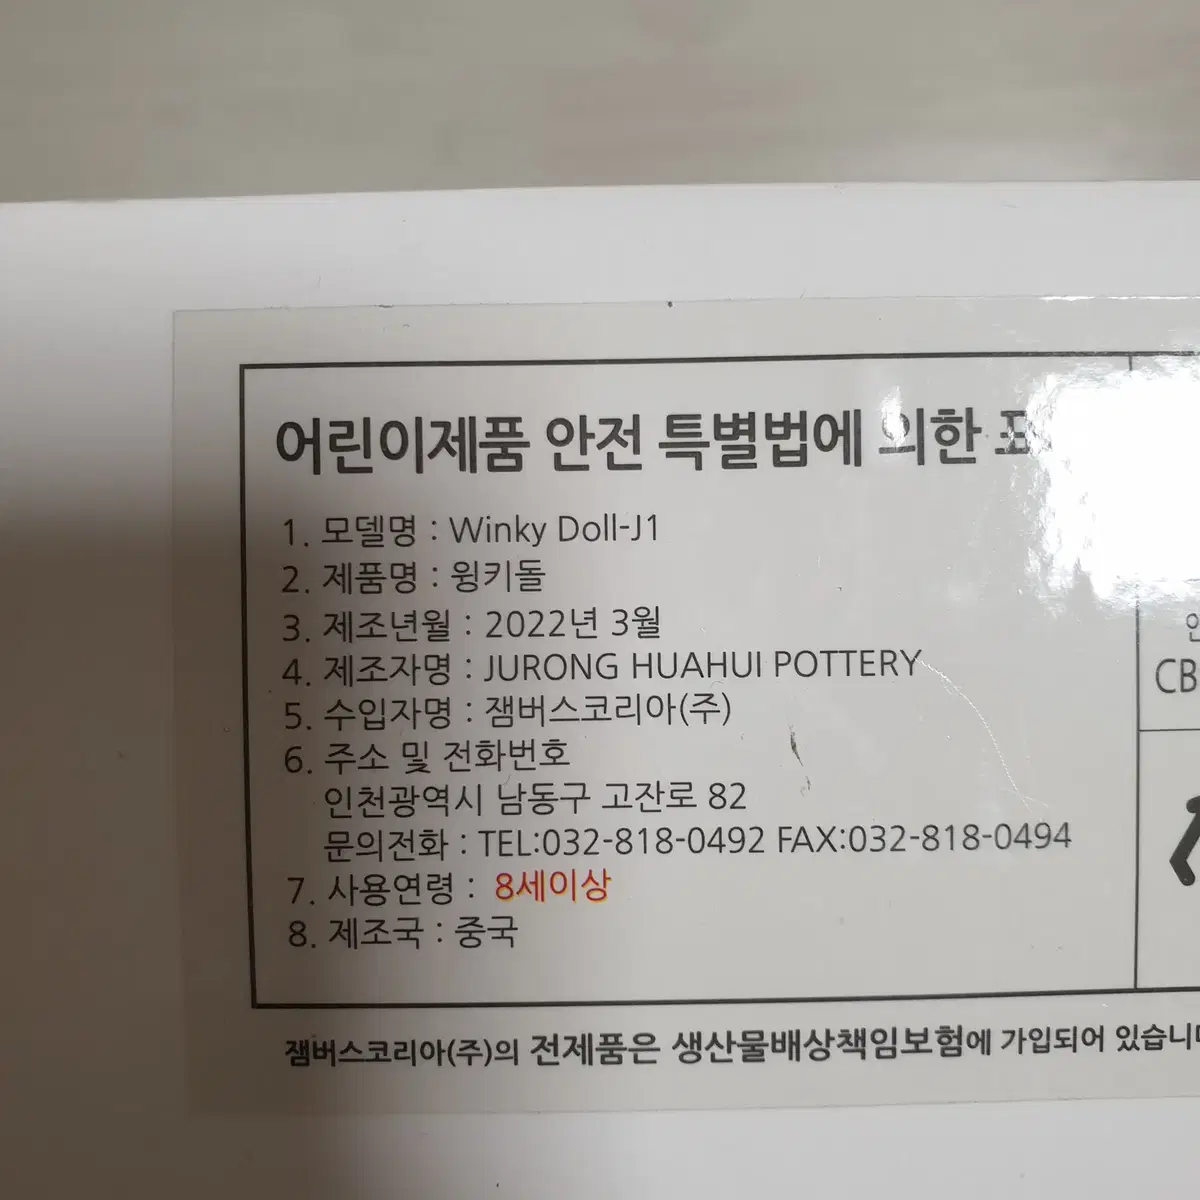 어린이제품 안전 특별법에 의한
1. 모델명 : Winky Doll-J1
2. 제품명 : 윙키돌
3. 제조년월 : 2022년 3월
4. 제조자명 : JURONG HUAHUI POTTERY
5. 수입자명 : 잼버스코리아(주)
6. 주소 및 전화번호
인천광역시 남동구 고잔로 82
문의전화 : TEL:032-818-0492 FAX:032-818-0494
7. 사용연령 : 8세이상
8. 제조국 : 중국
CB
잼버스코리아(주)의 전제품은 생산물배상책임보험에 가입되어